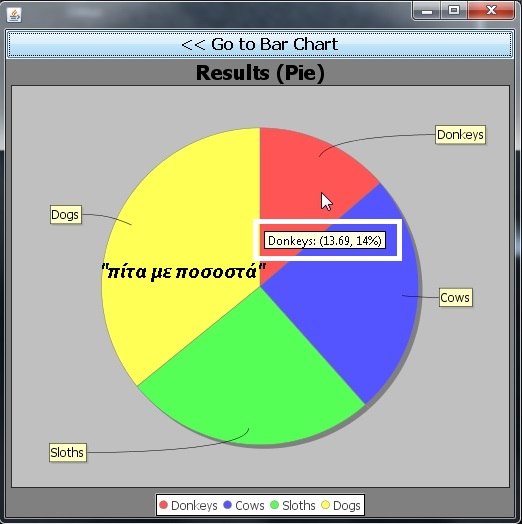 << Go to Bar Chart
Results (Pie)
Donkeys
Dogs
Donkeys: (13.69, 14%)
"πίτα με ποσοστά"
Cows
Sloths
Donkeys Cows Sloths Dogs